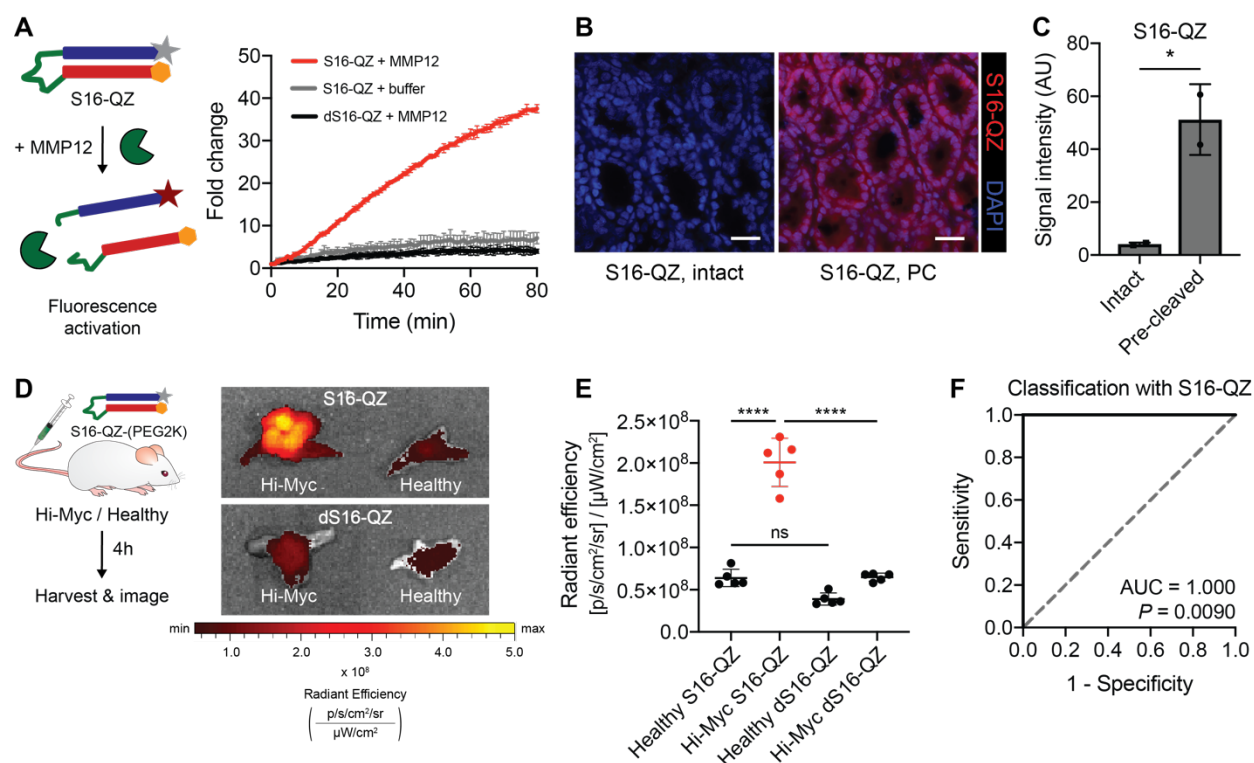 A
S16-QZ
+ MMP12
Fluorescence
activation
Fold change
50
40
30
20
10
0
S16-QZ + MMP12
S16-QZ + buffer
dS16-QZ + MMP12
0
20
40
60
80
Time (min)
B
S16-QZ, intact
S16-QZ, PC
DAPI S16-QZ
C
S16-QZ
Signal intensity (AU)
80
60
40
20
0
*
Intact
Pre-cleaved
D
S16-QZ-(PEG2K)
Hi-Myc / Healthy
4h
Harvest & image
S16-QZ
Hi-Myc
Healthy
dS16-QZ
Hi-Myc
Healthy
min
max
1.0
2.0
3.0
4.0
5.0
x 10⁸
Radiant Efficiency
(p/s/cm²/sr
µW/cm²)
E
Radiant efficiency
[p/s/cm²/sr] / [µW/cm²]
2.5×10⁸
2.0×10⁸
1.5×10⁸
1.0×10⁸
0.5×10⁸
0.0
****
****
ns
Healthy S16-QZ
Hi-Myc S16-QZ
Healthy dS16-QZ
Hi-Myc dS16-QZ
F
Classification with S16-QZ
Sensitivity
1.0
0.8
0.6
0.4
0.2
0.0
AUC = 1.000
P = 0.0090
0.0
0.2
0.4
0.6
0.8
1.0
1 - Specificity